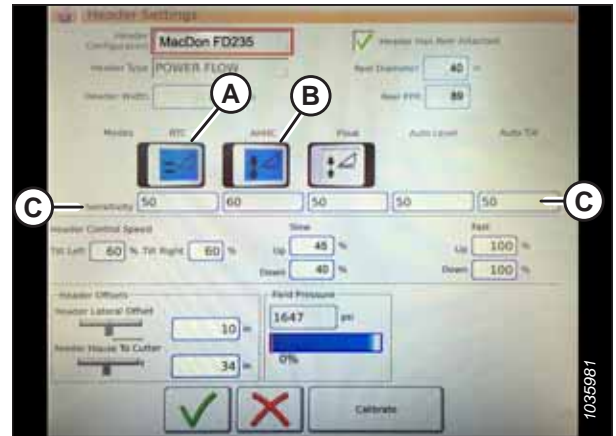 Header Settings
Header Configuration MacDon FD235 Header Has Reel Attached
Header Type POWER FLOW Reel Diameter 40 in
Header Width Reel PPR 89
A B
Modes RTC AHHC Float Auto Level Auto Tilt
C Sensitivity 50 60 50 50 50 C
Header Control Speed Slow Fast
Tilt Left 60 % Tilt Right 60 % Up 45 % Up 100 %
Down 40 % Down 100 %
Header Offsets Field Pressure
Header Lateral Offset 1647 psi
10 in
Feeder House To Cutter 0%
34 in
Calibrate
1035981